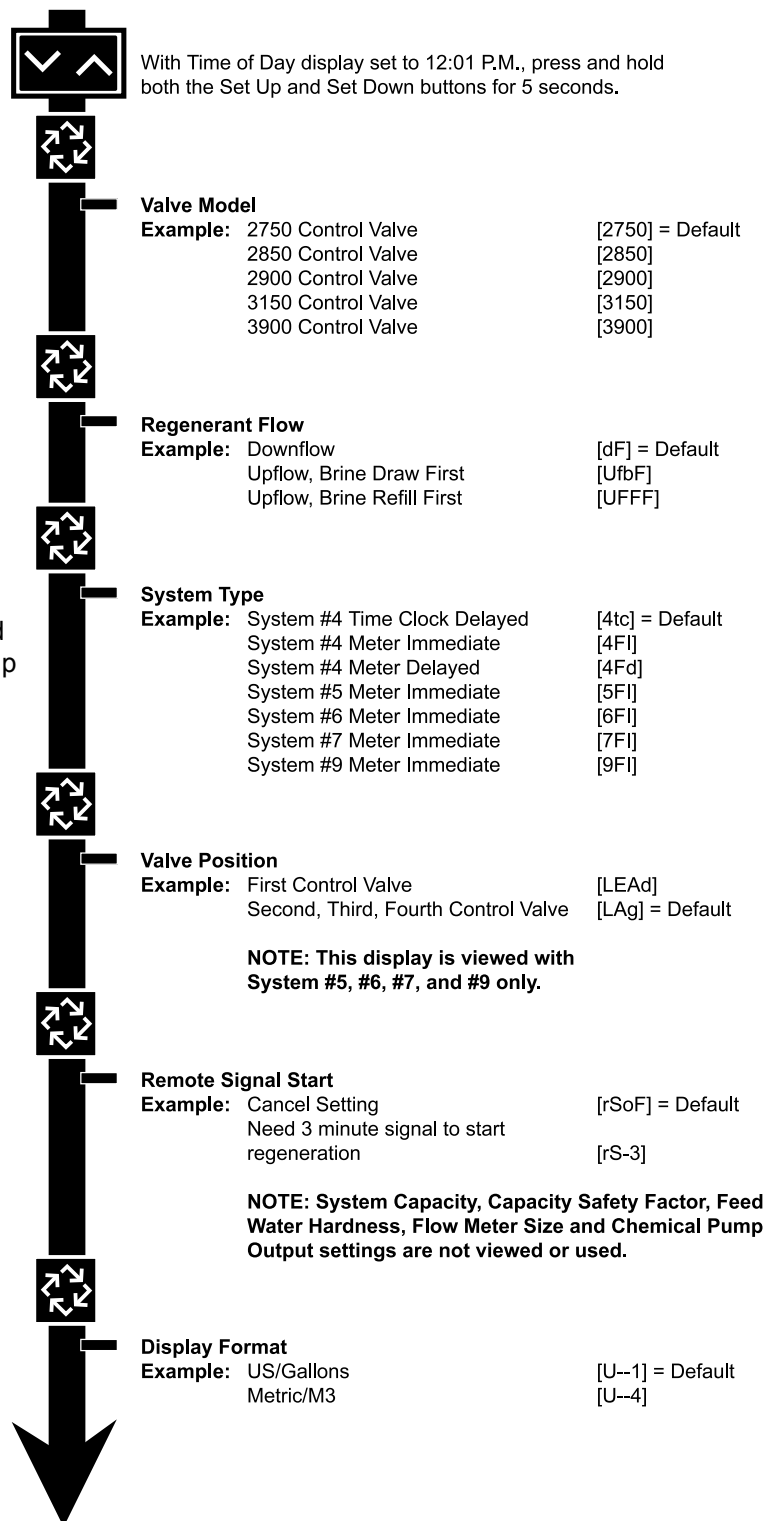 With Time of Day display set to 12:01 P.M., press and hold
both the Set Up and Set Down buttons for 5 seconds.
Valve Model
Example: 2750 Control Valve [2750] = Default
2850 Control Valve [2850]
2900 Control Valve [2900]
3150 Control Valve [3150]
3900 Control Valve [3900]
Regenerant Flow
Example: Downflow [dF] = Default
Upflow, Brine Draw First [UfbF]
Upflow, Brine Refill First [UFFF]
System Type
Example: System #4 Time Clock Delayed [4tc] = Default
System #4 Meter Immediate [4FI]
System #4 Meter Delayed [4Fd]
System #5 Meter Immediate [5FI]
System #6 Meter Immediate [6FI]
System #7 Meter Immediate [7FI]
System #9 Meter Immediate [9FI]
p
Valve Position
Example: First Control Valve [LEAd]
Second, Third, Fourth Control Valve [LAg] = Default
NOTE: This display is viewed with
System #5, #6, #7, and #9 only.
Remote Signal Start
Example: Cancel Setting [rSoF] = Default
Need 3 minute signal to start
regeneration [rS-3]
NOTE: System Capacity, Capacity Safety Factor, Feed
Water Hardness, Flow Meter Size and Chemical Pump
Output settings are not viewed or used.
Display Format
Example: US/Gallons [U--1] = Default
Metric/M3 [U--4]